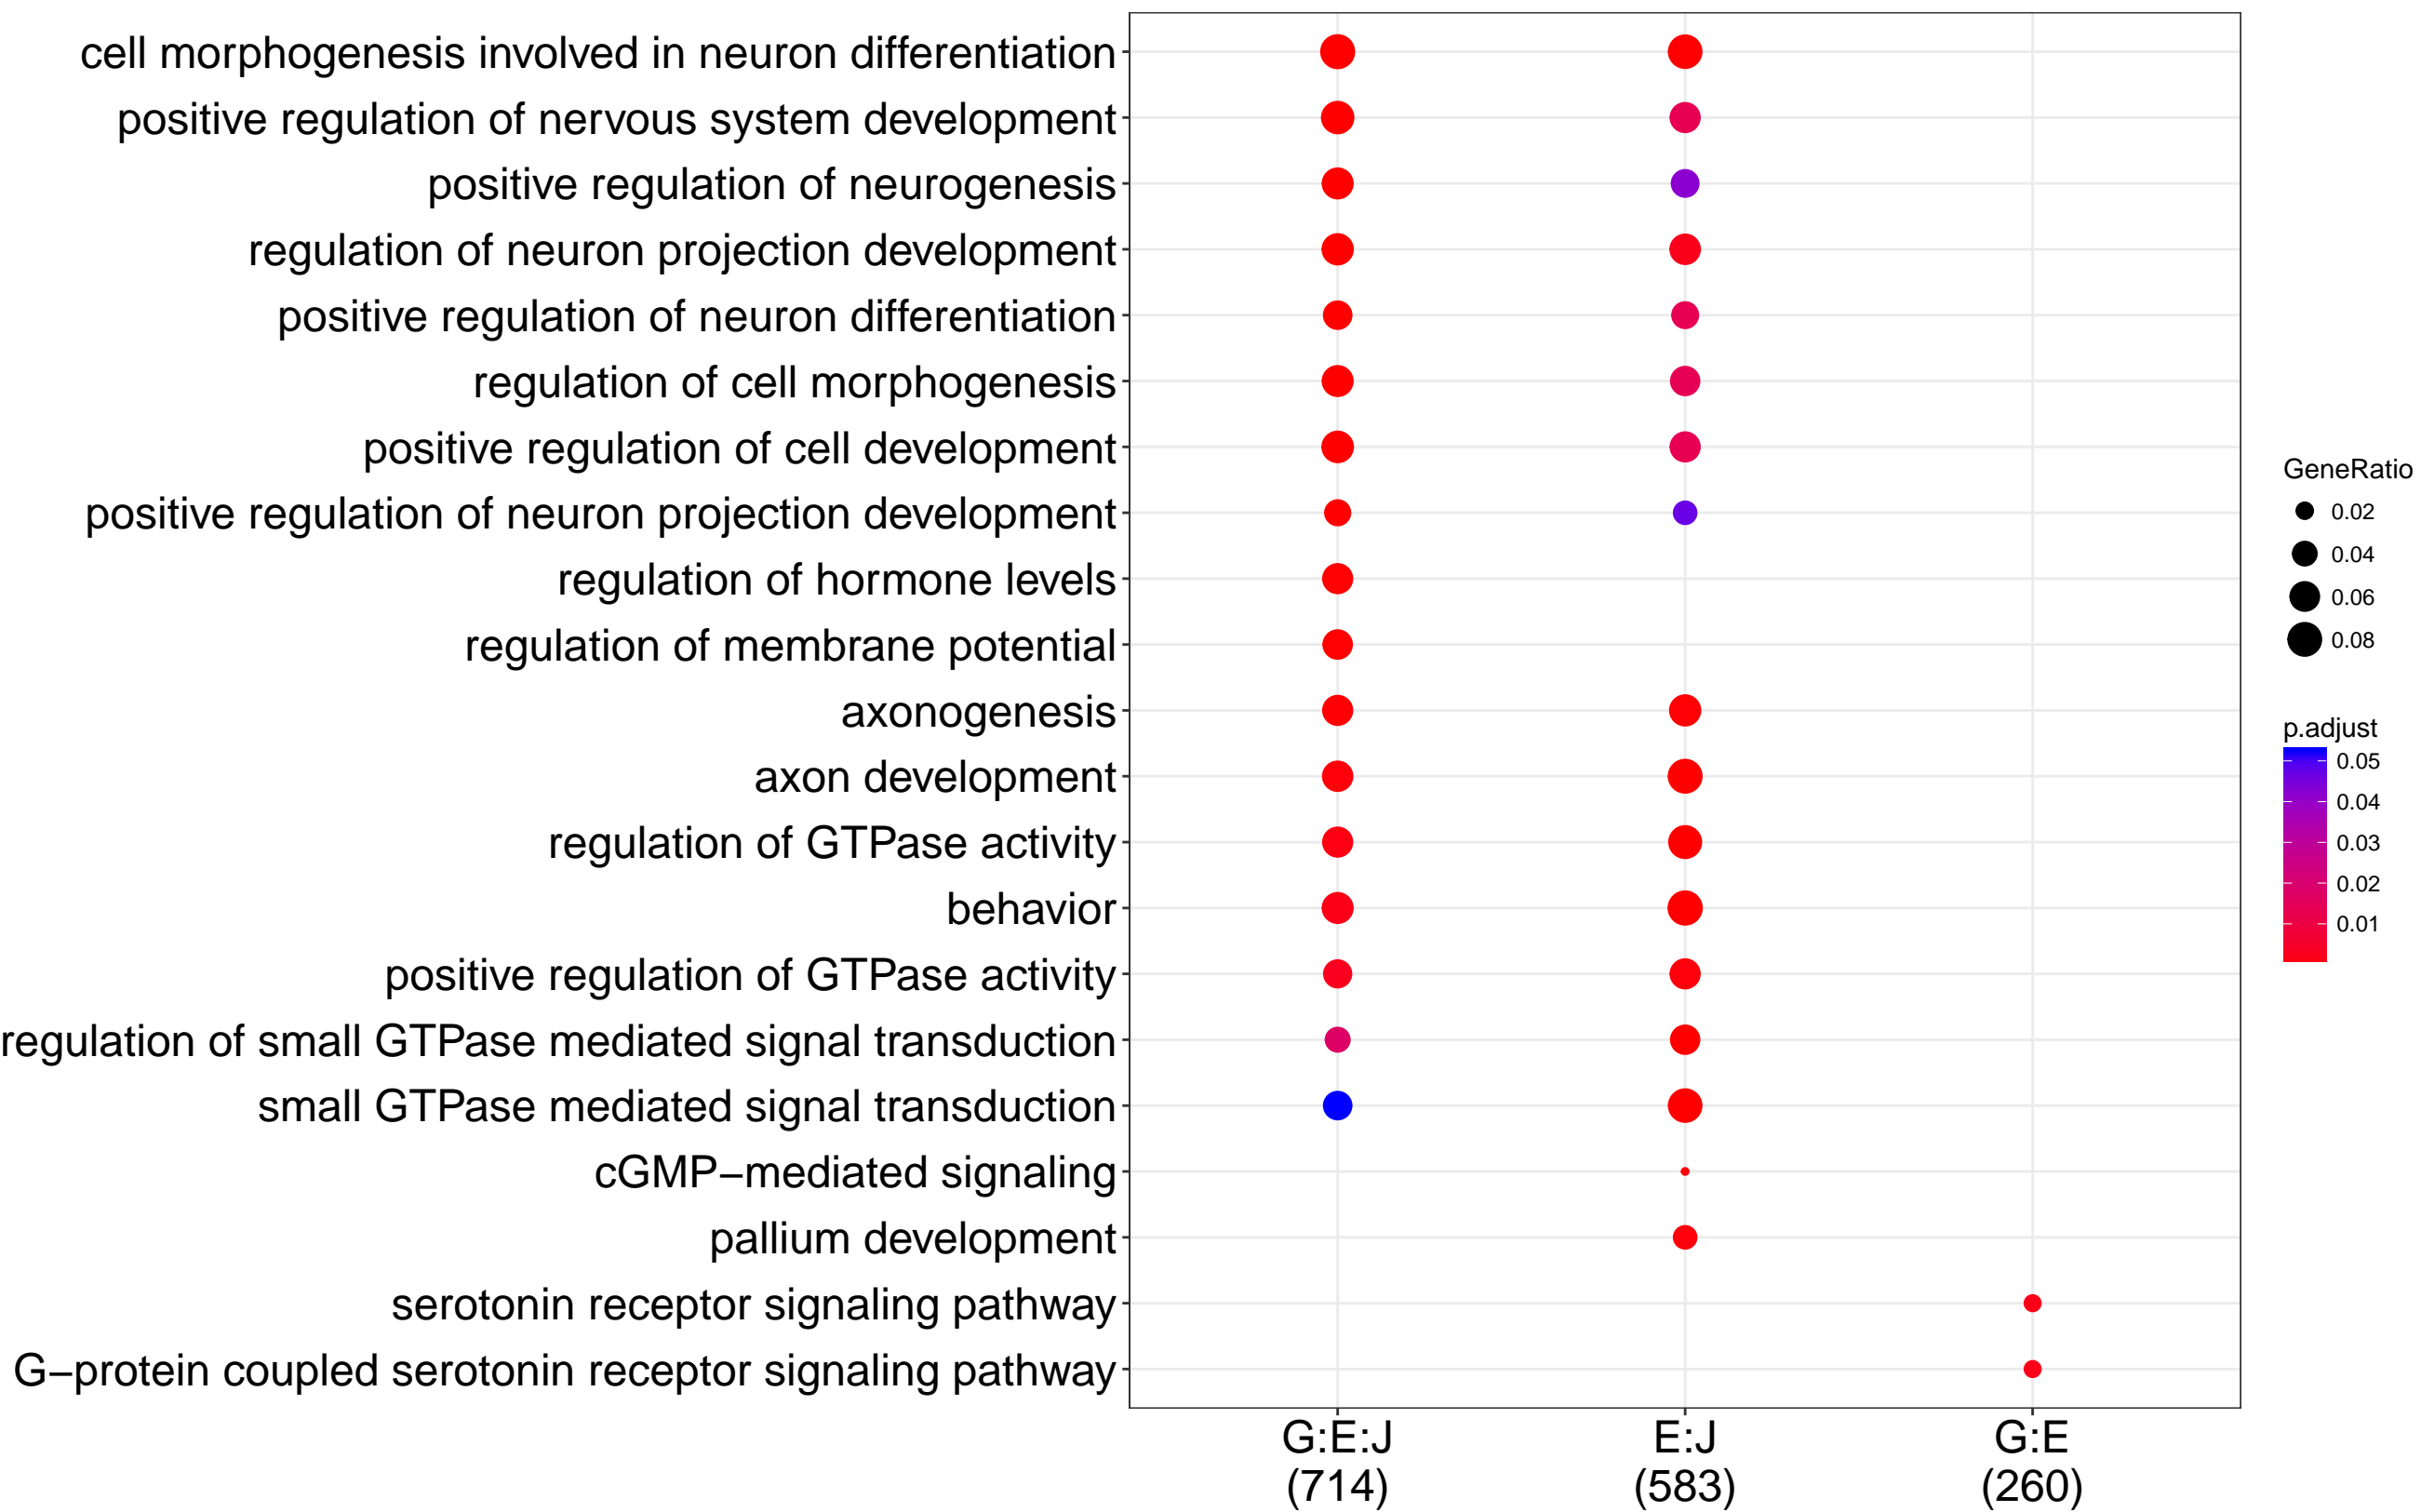 cell morphogenesis involved in neuron differentiation
positive regulation of nervous system development
positive regulation of neurogenesis
regulation of neuron projection development
positive regulation of neuron differentiation
regulation of cell morphogenesis
positive regulation of cell development
positive regulation of neuron projection development
regulation of hormone levels
regulation of membrane potential
axonogenesis
axon development
regulation of GTPase activity
behavior
positive regulation of GTPase activity
regulation of small GTPase mediated signal transduction
small GTPase mediated signal transduction
cGMP−mediated signaling
pallium development
serotonin receptor signaling pathway
G−protein coupled serotonin receptor signaling pathway
G:E:J
(714)
E:J
(583)
G:E
(260)
GeneRatio
0.02
0.04
0.06
0.08
p.adjust
0.05
0.04
0.03
0.02
0.01